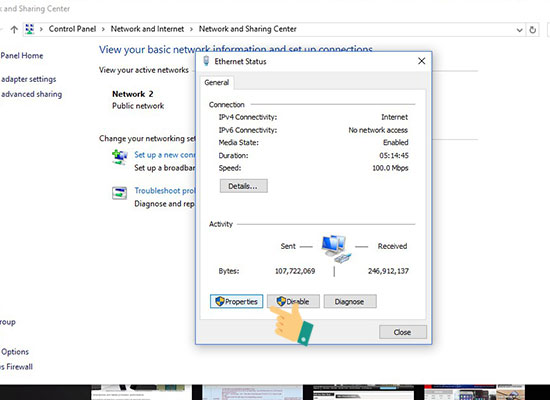 k and Sharing Center
Control Panel > Network and Internet > Network and Sharing Center
Panel Home
View your basic network information and set up connections
adapter settings
View your active networks
advanced sharing
Network 2
Public network
Change your networking set
Set up a new conn
Set up a broadban
Troubleshoot prob
Diagnose and repa
Ethernet Status
General
Connection
IPv4 Connectivity: Internet
IPv6 Connectivity: No network access
Media State: Enabled
Duration: 05:14:45
Speed: 100.0 Mbps
Details...
Activity
Sent Received
Bytes: 107,722,069 246,912,137
Properties Disable Diagnose
Close
roup
Options
s Firewall